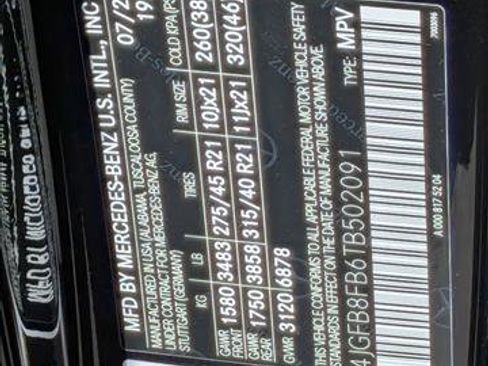 MFD BY MERCEDES-BENZ U.S. INTL., INC
07/2
MANUFACTURED IN USA (ALABAMA, TUSCALOOSA COUNTY)
19
UNDER CONTRACT FOR MERCEDES-BENZ AG,
STUTTGART (GERMANY)
KG LB TIRES RIM SIZE COLD KPA (PS
GAWR FRONT 1580 3483 275/45 R21 10Jx21 260(38
GAWR REAR 1750 3858 315/40 R21 11Jx21 320(46
GVWR 3120 6878
THIS VEHICLE CONFORMS TO ALL APPLICABLE FEDERAL MOTOR VEHICLE SAFETY
STANDARDS IN EFFECT ON THE DATE OF MANUFACTURE SHOWN ABOVE.
4JGFB8FB6TB502091 TYPE: MPV
A 000 817 52 04